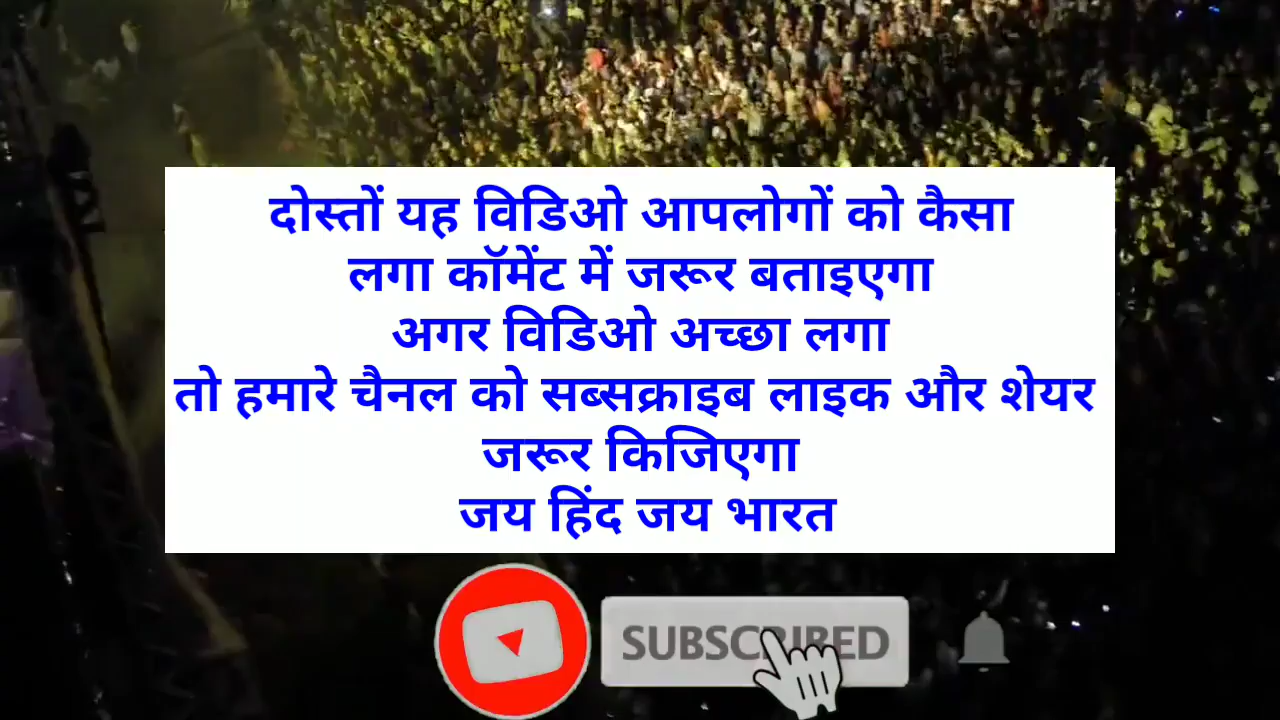 दोस्तों यह विडिओ आपलोगों को कैसा
लगा कॉमेंट में जरूर बताइएगा
अगर विडिओ अच्छा लगा
तो हमारे चैनल को सब्सक्राइब लाइक और शेयर
जरूर किजिएगा
जय हिंद जय भारत
SUBSCRIBED